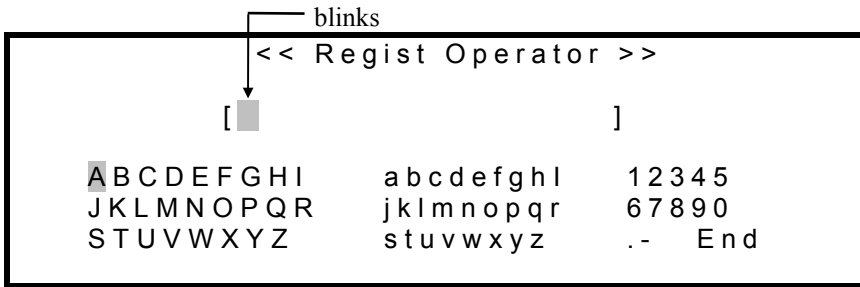 blinks
<< Regist Operator >>
[ ]
ABCDEFGHI abcdefghI 12345
JKLMNOPQR jklmnopqr 67890
STUVWXYZ stuvwxyz .- End